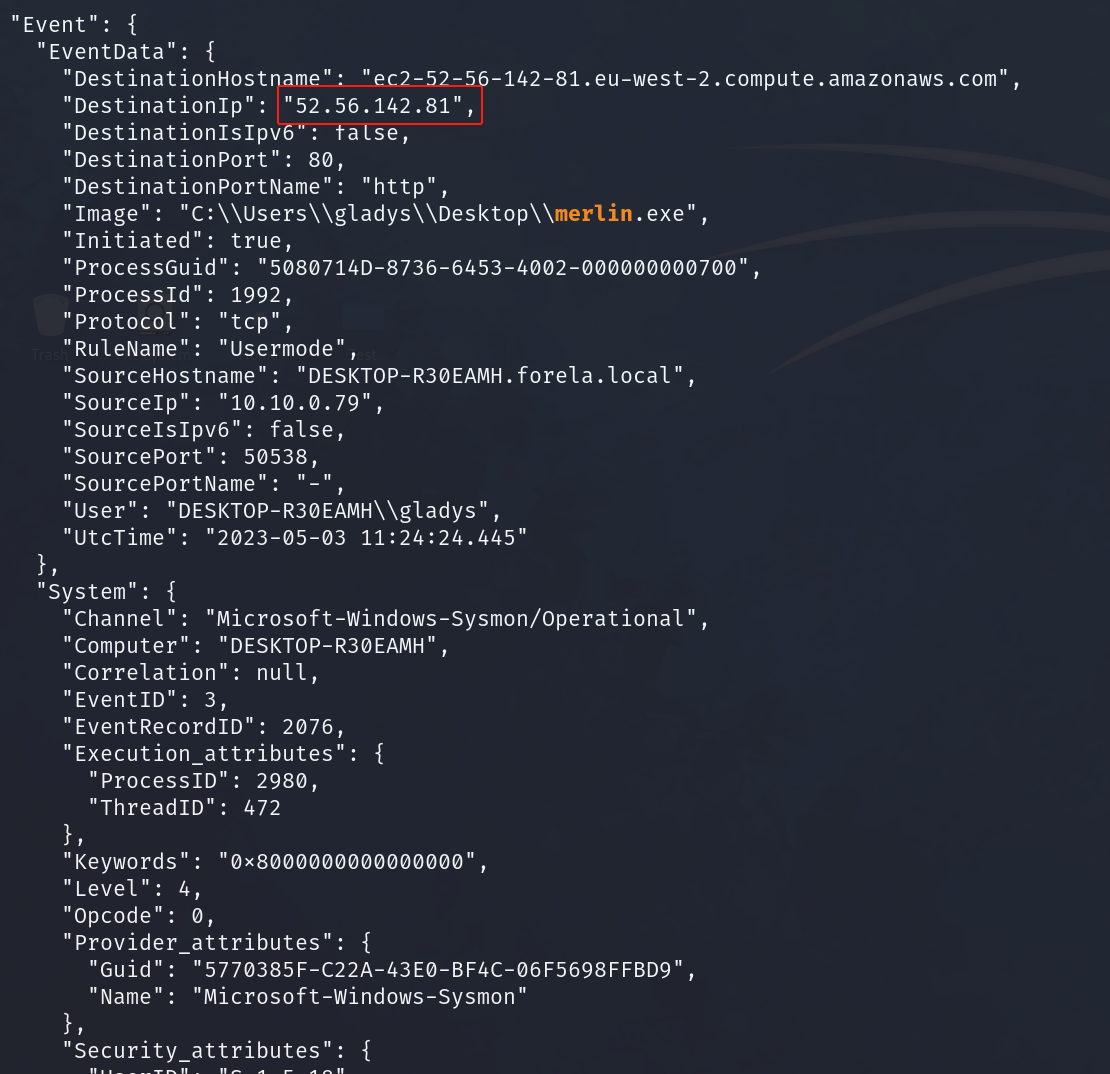 "Event": {
"EventData": {
"DestinationHostname": "ec2-52-56-142-81.eu-west-2.compute.amazonaws.com",
"DestinationIp": "52.56.142.81",
"DestinationIsIpv6": false,
"DestinationPort": 80,
"DestinationPortName": "http",
"Image": "C:\\Users\\gladys\\Desktop\\merlin.exe",
"Initiated": true,
"ProcessGuid": "5080714D-8736-6453-4002-000000000700",
"ProcessId": 1992,
"Protocol": "tcp",
"RuleName": "Usermode",
Trash
"SourceHostname": "DESKTOP-R30EAMH.forela.local",
"SourceIp": "10.10.0.79",
"SourceIsIpv6": false,
"SourcePort": 50538,
"SourcePortName": "-",
"User": "DESKTOP-R30EAMH\\gladys",
"UtcTime": "2023-05-03 11:24:24.445"
},
"System": {
"Channel": "Microsoft-Windows-Sysmon/Operational",
"Computer": "DESKTOP-R30EAMH",
"Correlation": null,
"EventID": 3,
"EventRecordID": 2076,
"Execution_attributes": {
"ProcessID": 2980,
"ThreadID": 472
},
"Keywords": "0×8000000000000000",
"Level": 4,
"Opcode": 0,
"Provider_attributes": {
"Guid": "5770385F-C22A-43E0-BF4C-06F5698FFBD9",
"Name": "Microsoft-Windows-Sysmon"
},
"Security_attributes": {
"UserID": "S-1-5-18"